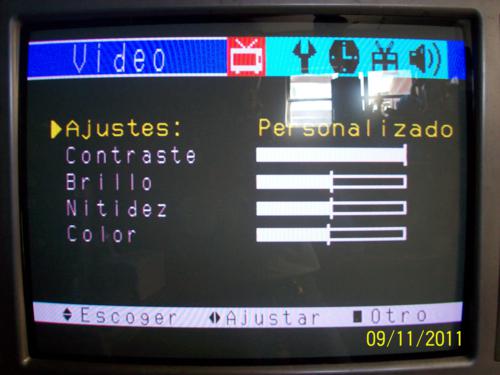 Video
Ajustes: Personalizado
Contraste
Brillo
Nitidez
Color
Escoger Ajustar Otro
09/11/2011